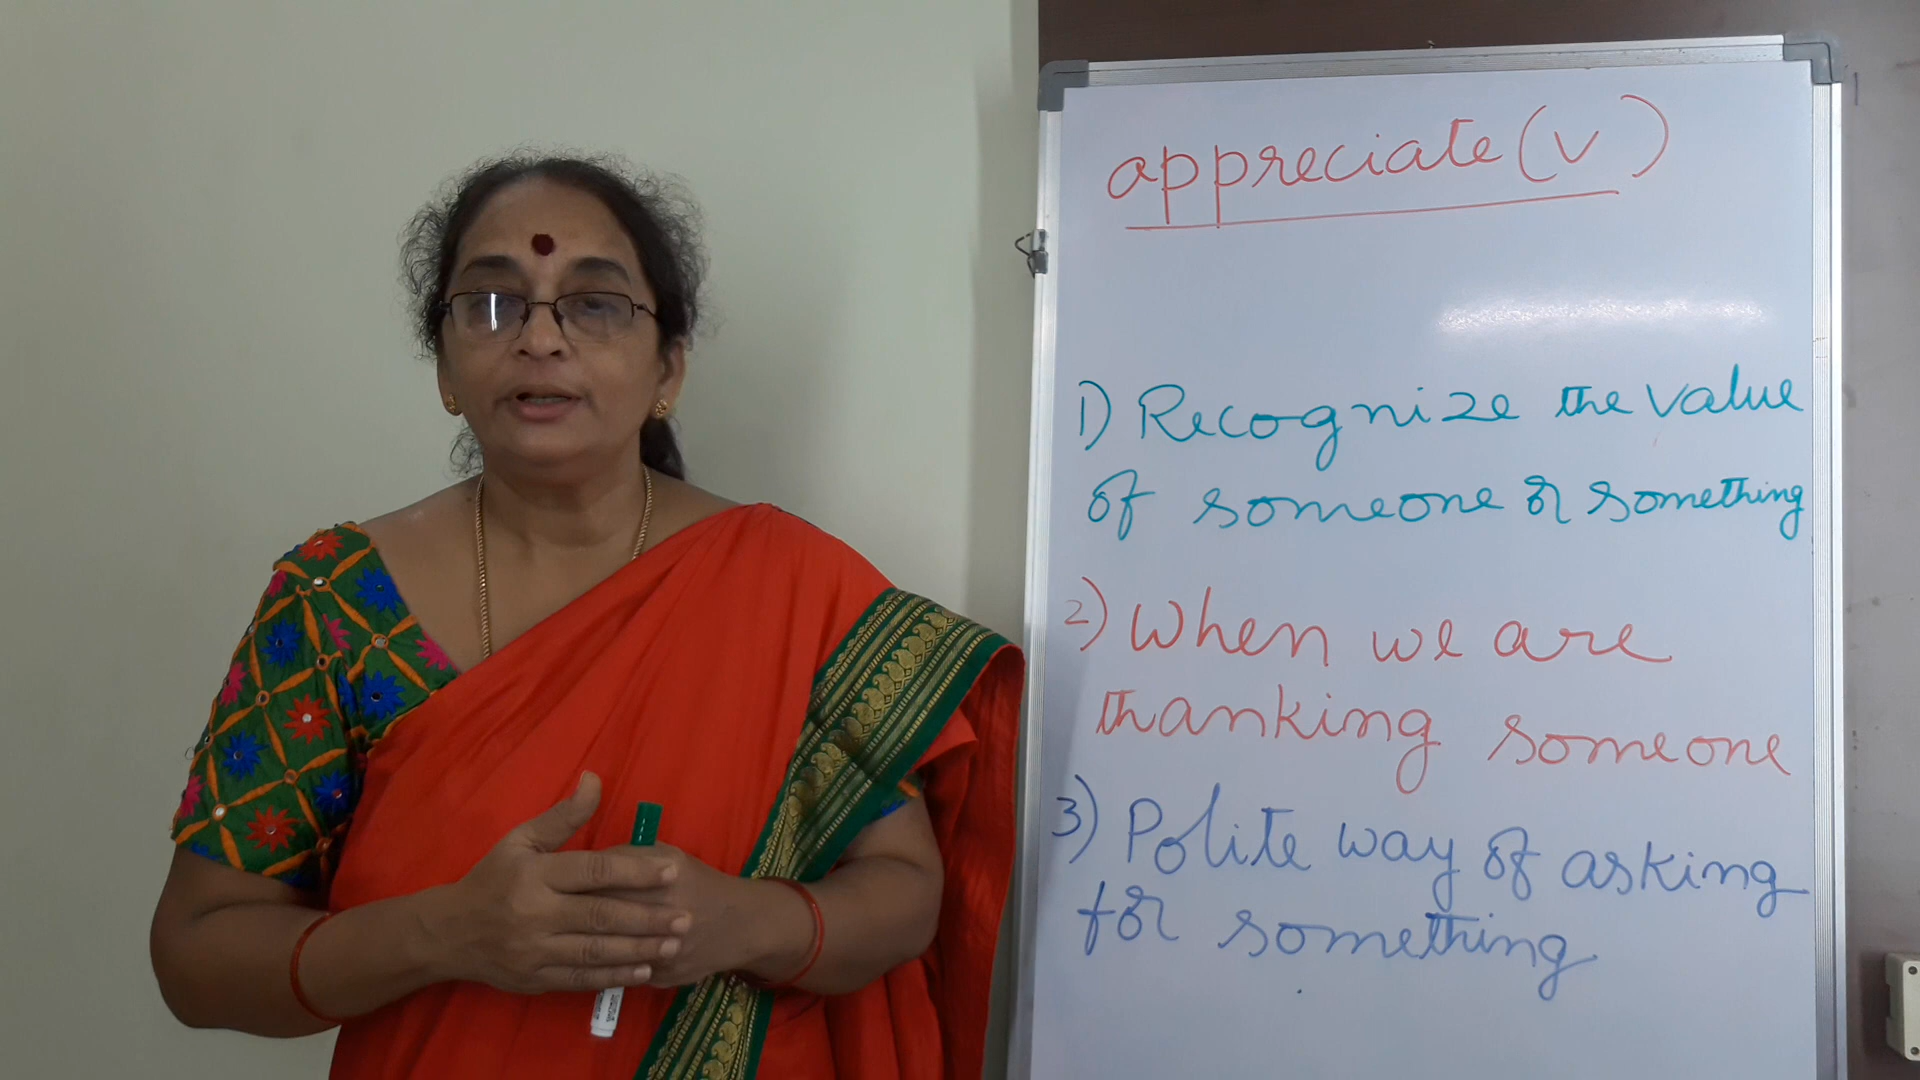 appreciate (v)
1) Recognize the value
of someone or something
2) When we are
thanking someone
3) Polite way of asking
for something